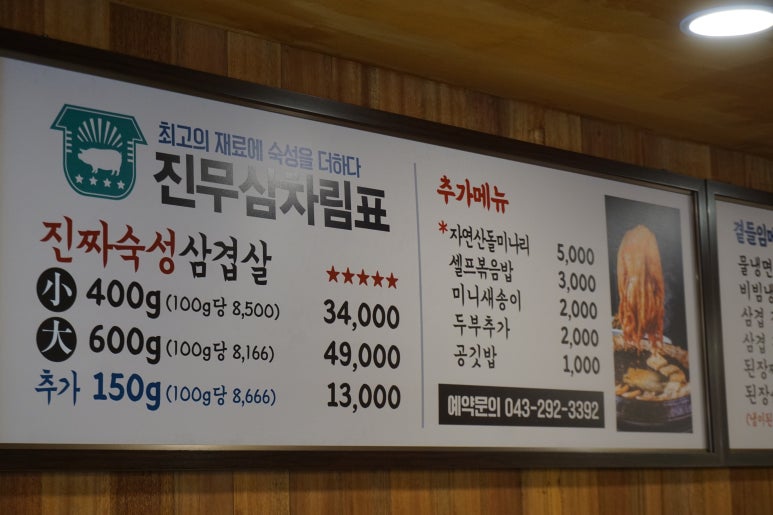 최고의 재료에 숙성을 더하다
진무삼차림표
진짜숙성 삼겹살
★★★★★
小 400g (100g당 8,500) 34,000
大 600g (100g당 8,166) 49,000
추가 150g (100g당 8,666) 13,000
추가메뉴
*자연산돌미나리 5,000
셀프볶음밥 3,000
미니새송이 2,000
두부추가 2,000
공깃밥 1,000
예약문의 043-292-3392
곁들임메
물냉면
비빔냉
삼겹
삼겹
된장
된장